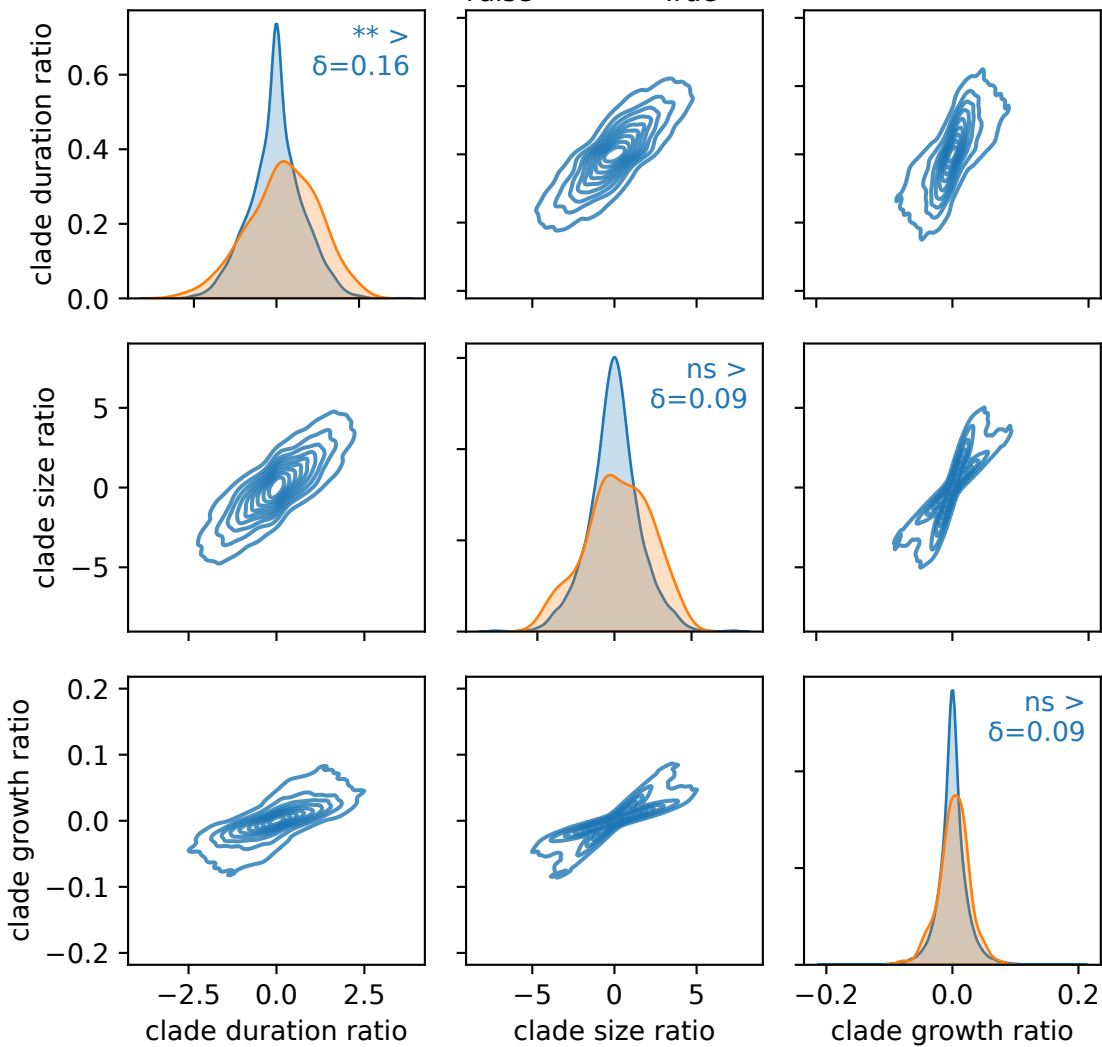 clade duration ratio
0.6
0.4
0.2
0.0
** >
δ=0.16
clade size ratio
5
0
−5
ns >
δ=0.09
clade growth ratio
0.2
0.1
0.0
−0.1
−0.2
ns >
δ=0.09
−2.5 0.0 2.5
−5 0 5
−0.2 0.0 0.2
clade duration ratio
clade size ratio
clade growth ratio